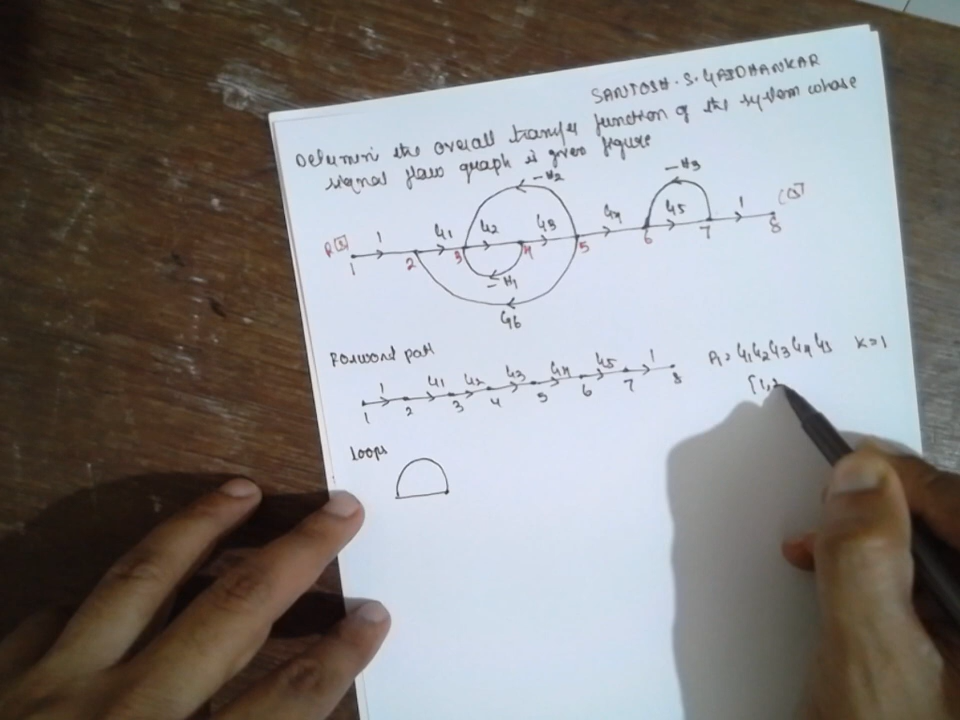 SANTOSH.S.GAIDHANKAR
the overall transfer function of the system whose
signal flow graph is given figure
-H2
-H3
R(S) 1 G1 G2 G3 G4 G5 1 C(S)
1 2 3 4 5 6 7 8
-H1
G6
Forword path
P1 = G1G2G3G4G5 K=1
1 G1 G2 G3 G4 G5 1
1 2 3 4 5 6 7 8
[1,
Loops